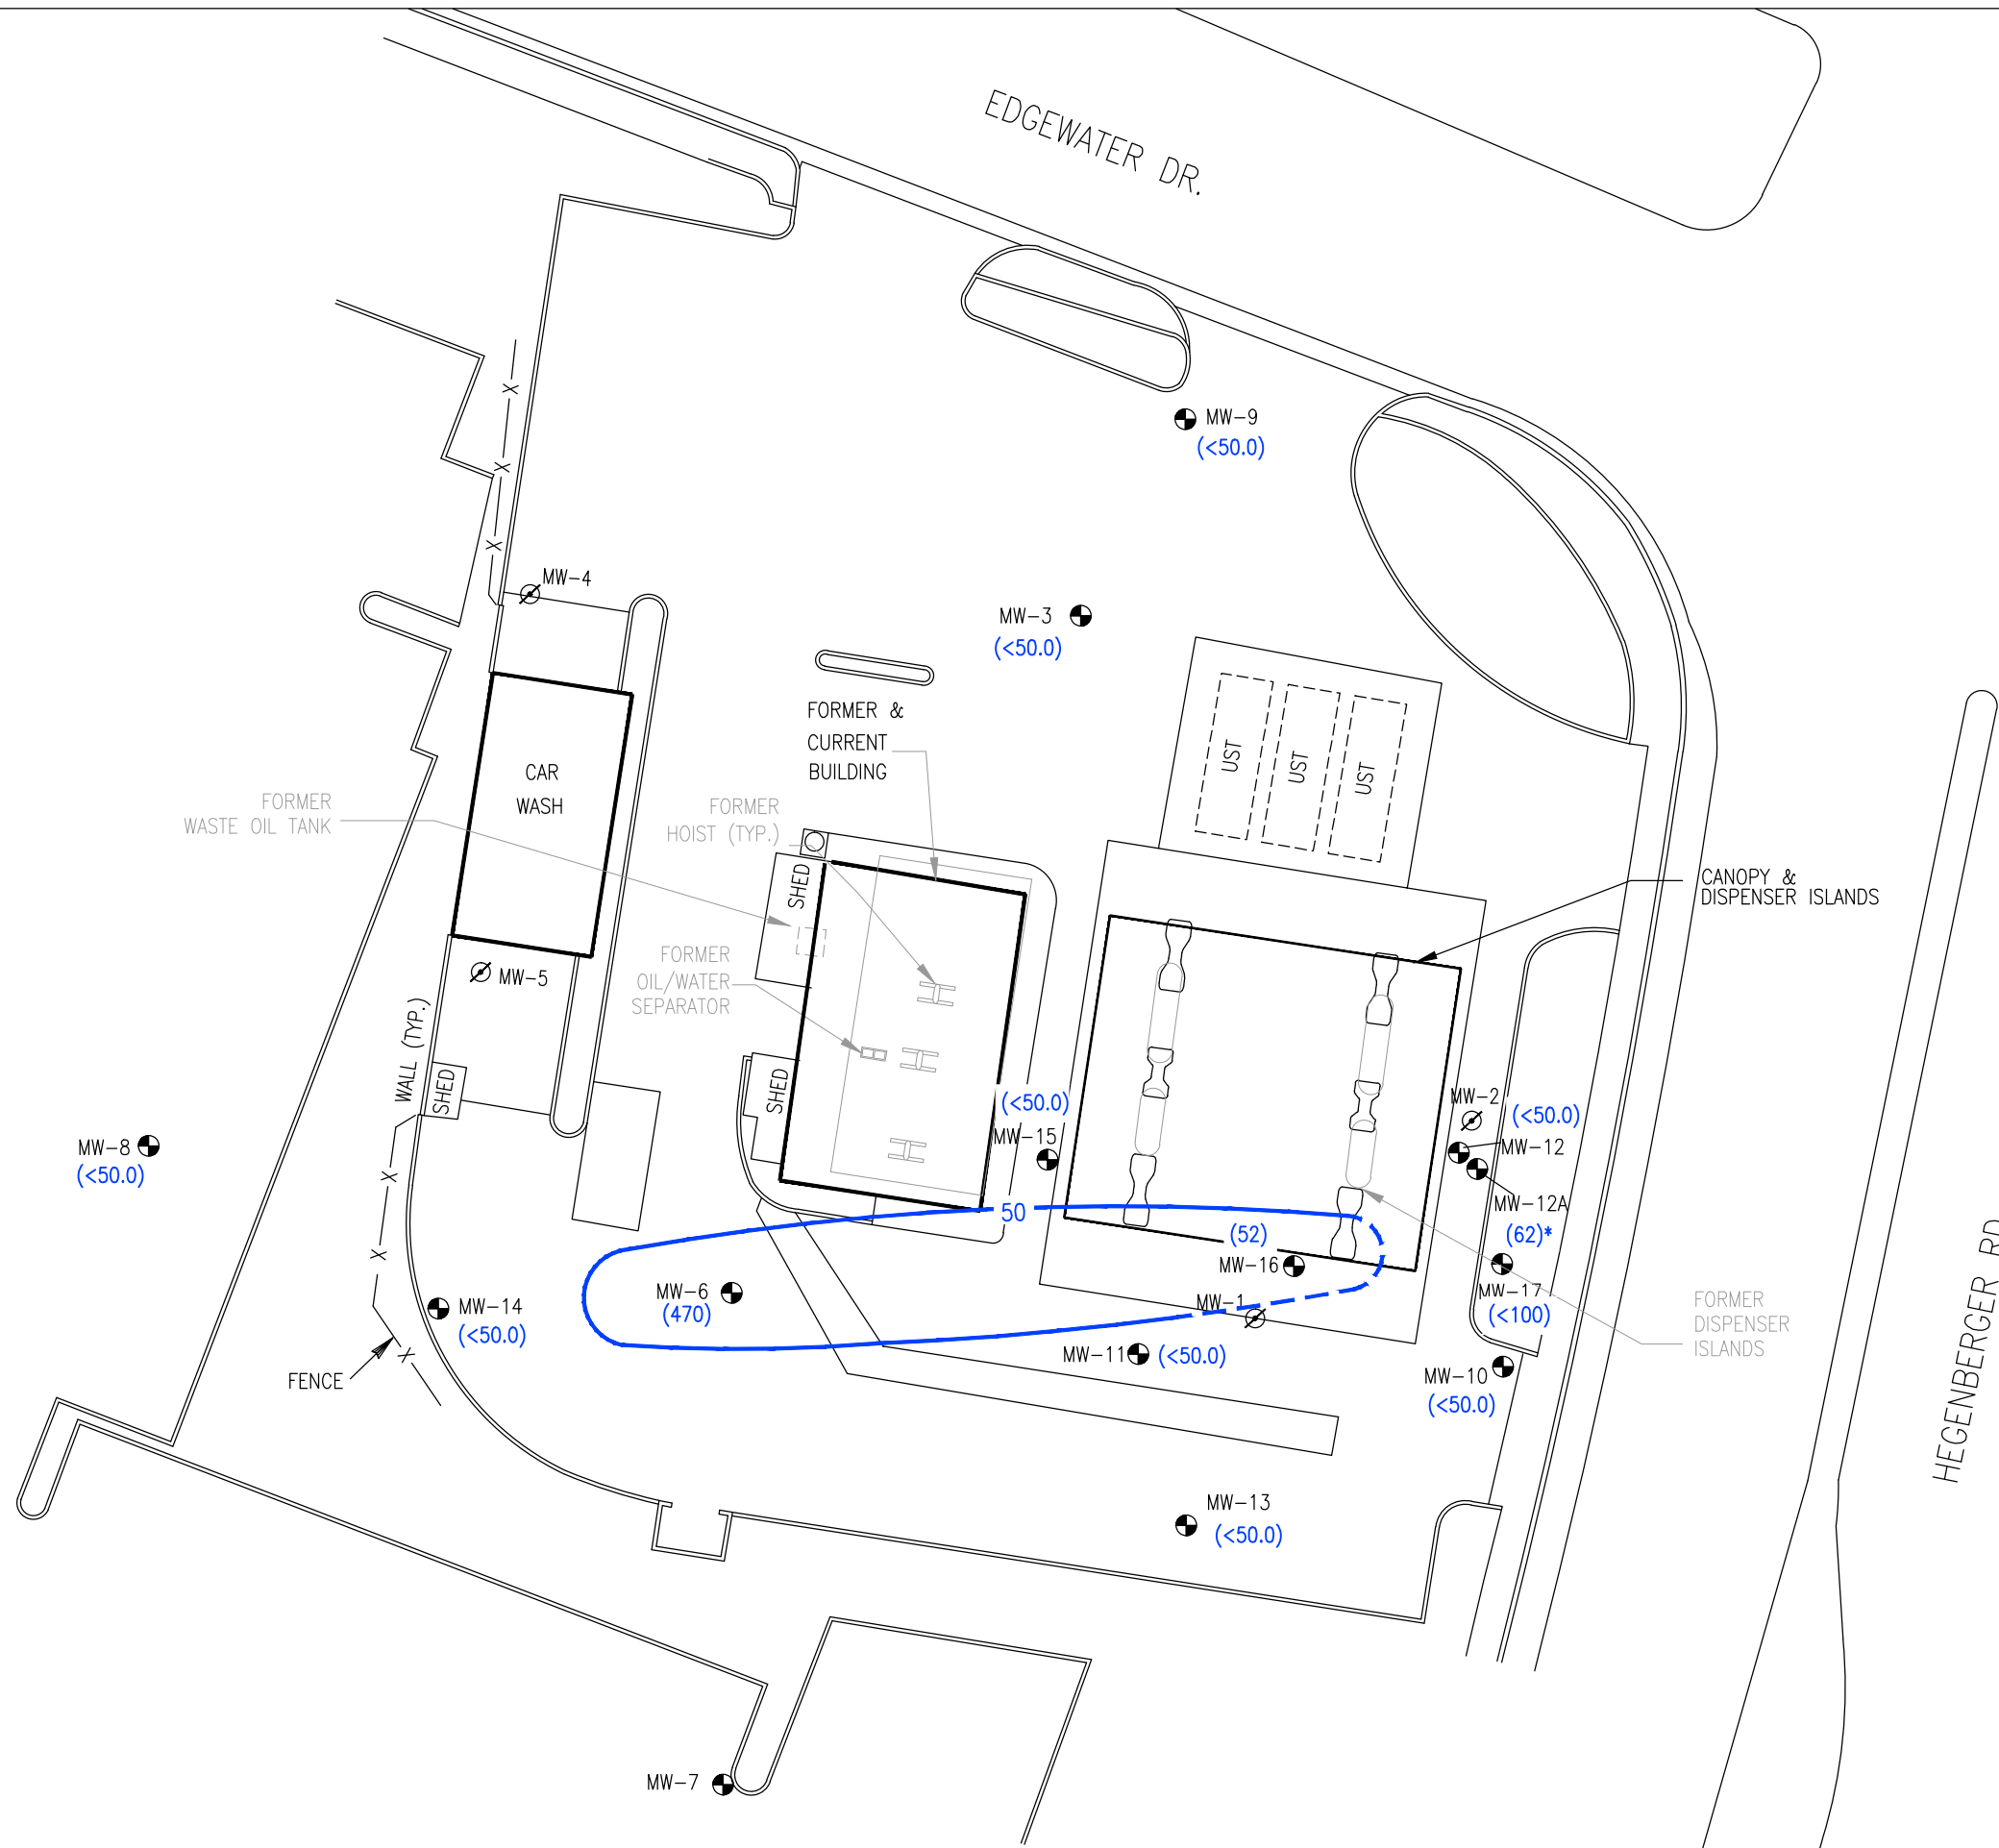 EDGEWATER DR.
MW-9
(<50.0)
MW-4
MW-3
(<50.0)
X
X
X
FORMER &
CURRENT
BUILDING
UST
UST
UST
CAR
WASH
FORMER
WASTE OIL TANK
FORMER
HOIST (TYP.)
SHED
CANOPY &
DISPENSER ISLANDS
FORMER
OIL/WATER
SEPARATOR
MW-5
WALL (TYP.)
SHED
SHED
(<50.0)
MW-15
MW-2
(<50.0)
MW-12
MW-12A
(62)*
MW-8
(<50.0)
X
X
X
50
(52)
MW-16
MW-6
(470)
MW-1
MW-17
(<100)
MW-14
(<50.0)
FORMER
DISPENSER
ISLANDS
MW-11
(<50.0)
MW-10
(<50.0)
FENCE
HEGENBERGER RD
MW-13
(<50.0)
MW-7